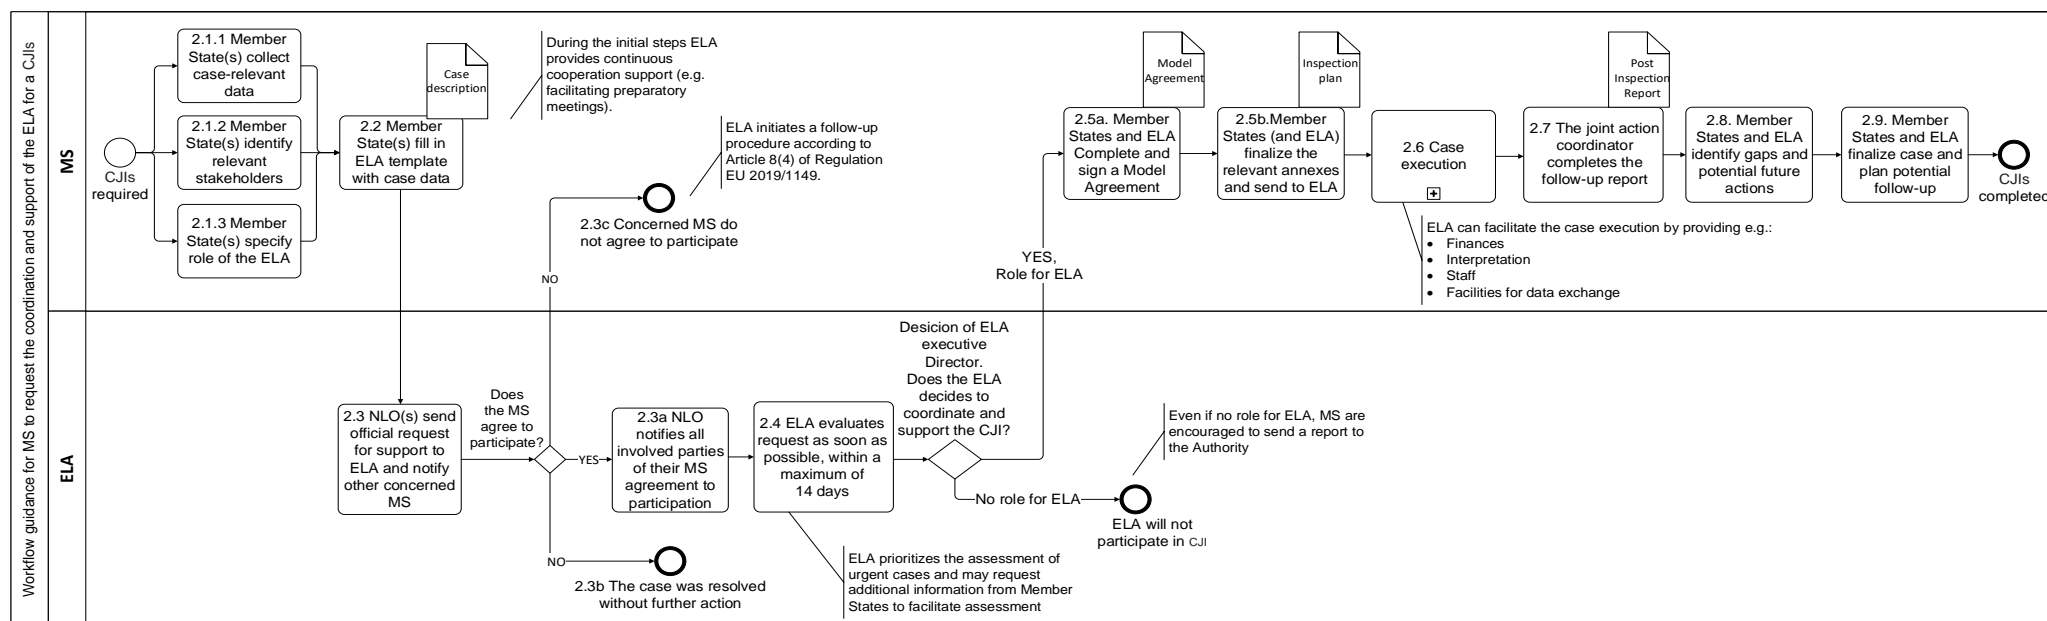 Workflow guidance for MS to request the coordination and support of the ELA for a CJIs
MS
CJIs
required
2.1.1 Member
State(s) collect
case-relevant
data
2.1.2 Member
State(s) identify
relevant
stakeholders
2.1.3 Member
State(s) specify
role of the ELA
Case
description
2.2 Member
State(s) fill in
ELA template
with case data
During the initial steps ELA
provides continuous
cooperation support (e.g.
facilitating preparatory
meetings).
ELA initiates a follow-up
procedure according to
Article 8(4) of Regulation
EU 2019/1149.
2.3c Concerned MS do
not agree to participate
NO
YES,
Role for ELA
Model
Agreement
2.5a. Member
States and ELA
Complete and
sign a Model
Agreement
Inspection
plan
2.5b.Member
States (and ELA)
finalize the
relevant annexes
and send to ELA
2.6 Case
execution
ELA can facilitate the case execution by providing e.g.:
• Finances
• Interpretation
• Staff
• Facilities for data exchange
Post
Inspection
Report
2.7 The joint action
coordinator
completes the
follow-up report
2.8. Member
States and ELA
identify gaps and
potential future
actions
2.9. Member
States and ELA
finalize case and
plan potential
follow-up
CJIs
completed
ELA
2.3 NLO(s) send
official request
for support to
ELA and notify
other concerned
MS
Does
the MS
agree to
participate?
YES
NO
2.3b The case was resolved
without further action
2.3a NLO
notifies all
involved parties
of their MS
agreement to
participation
2.4 ELA evaluates
request as soon as
possible, within a
maximum of
14 days
ELA prioritizes the assessment of
urgent cases and may request
additional information from Member
States to facilitate assessment
Desicion of ELA
executive
Director.
Does the ELA
decides to
coordinate and
support the CJI?
No role for ELA
ELA will not
participate in CJI
Even if no role for ELA, MS are
encouraged to send a report to
the Authority